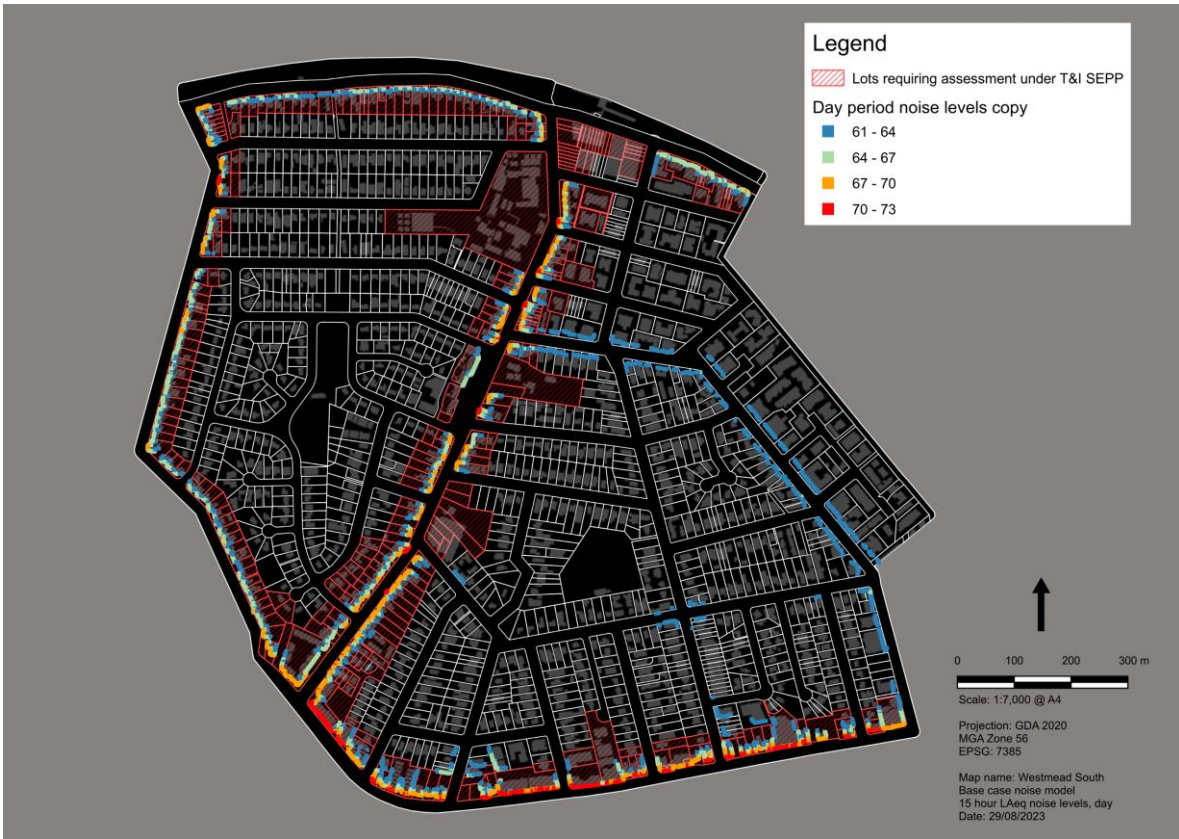 Legend
Lots requiring assessment under T&I SEPP
Day period noise levels copy
61 - 64
64 - 67
67 - 70
70 - 73
0 100 200 300 m
Scale: 1:7,000 @ A4
Projection: GDA 2020
MGA Zone 56
EPSG: 7385
Map name: Westmead South
Base case noise model
15 hour LAeq noise levels, day
Date: 29/08/2023